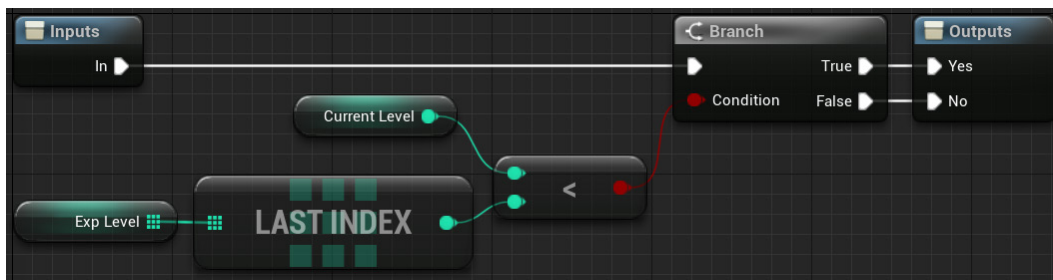 Inputs
In
Current Level
Exp Level
LAST INDEX
<
Branch
True
Condition
False
Outputs
Yes
No